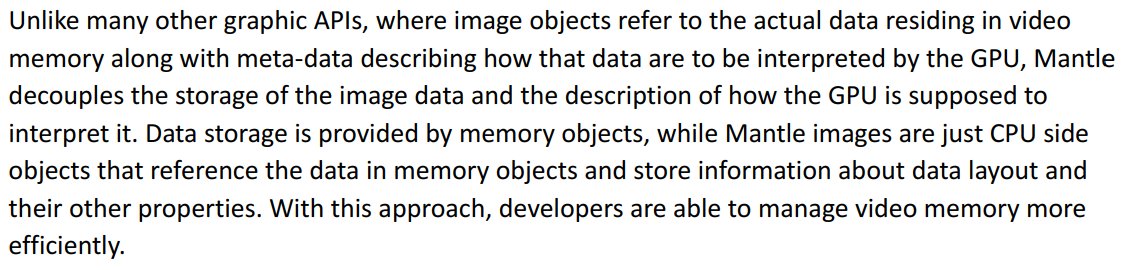 Unlike many other graphic APIs, where image objects refer to the actual data residing in video
memory along with meta-data describing how that data are to be interpreted by the GPU, Mantle
decouples the storage of the image data and the description of how the GPU is supposed to
interpret it. Data storage is provided by memory objects, while Mantle images are just CPU side
objects that reference the data in memory objects and store information about data layout and
their other properties. With this approach, developers are able to manage video memory more
efficiently.